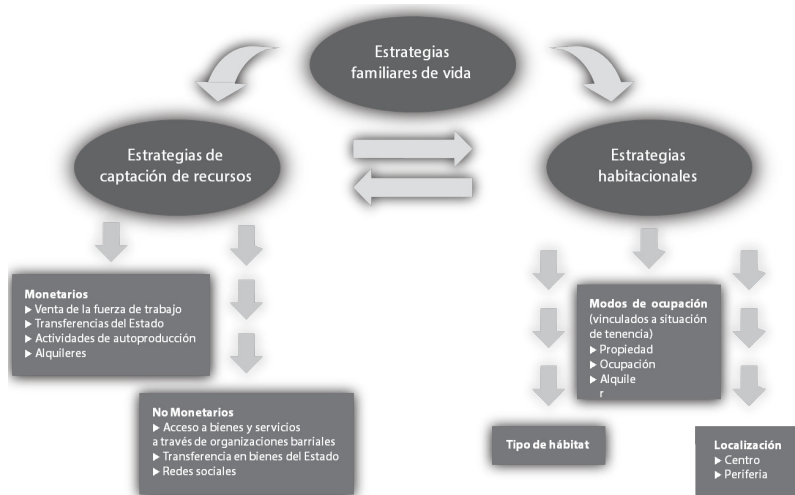 Estrategias
familiares de vida
Estrategias de
captación de recursos
Estrategias
habitacionales
Monetarios
▶ Venta de la fuerza de trabajo
▶ Transferencias del Estado
▶ Actividades de autoproducción
▶ Alquileres
No Monetarios
▶ Acceso a bienes y servicios
a través de organizaciones barriales
▶ Transferencia en bienes del Estado
▶ Redes sociales
Modos de ocupación
(vinculados a situación
de tenencia)
▶ Propiedad
▶ Ocupación
▶ Alquile
r
Tipo de hábitat
Localización
▶ Centro
▶ Periferia